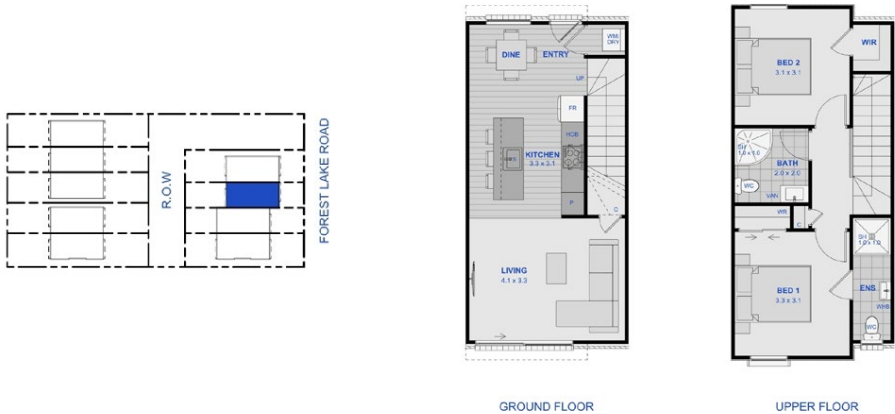 R.O.W
FOREST LAKE ROAD
DINE
ENTRY
WM/
DRY
UP
FR
HOB
KITCHEN
3.3 x 3.1
P
C
LIVING
4.1 x 3.3
GROUND FLOOR
BED 2
3.1 x 3.1
WIR
SH
1.0 x 1.0
BATH
2.0 x 2.0
WC
VAN
WR
C
SH
1.0 x 1.0
BED 1
3.3 x 3.1
ENS
WHB
WC
UPPER FLOOR